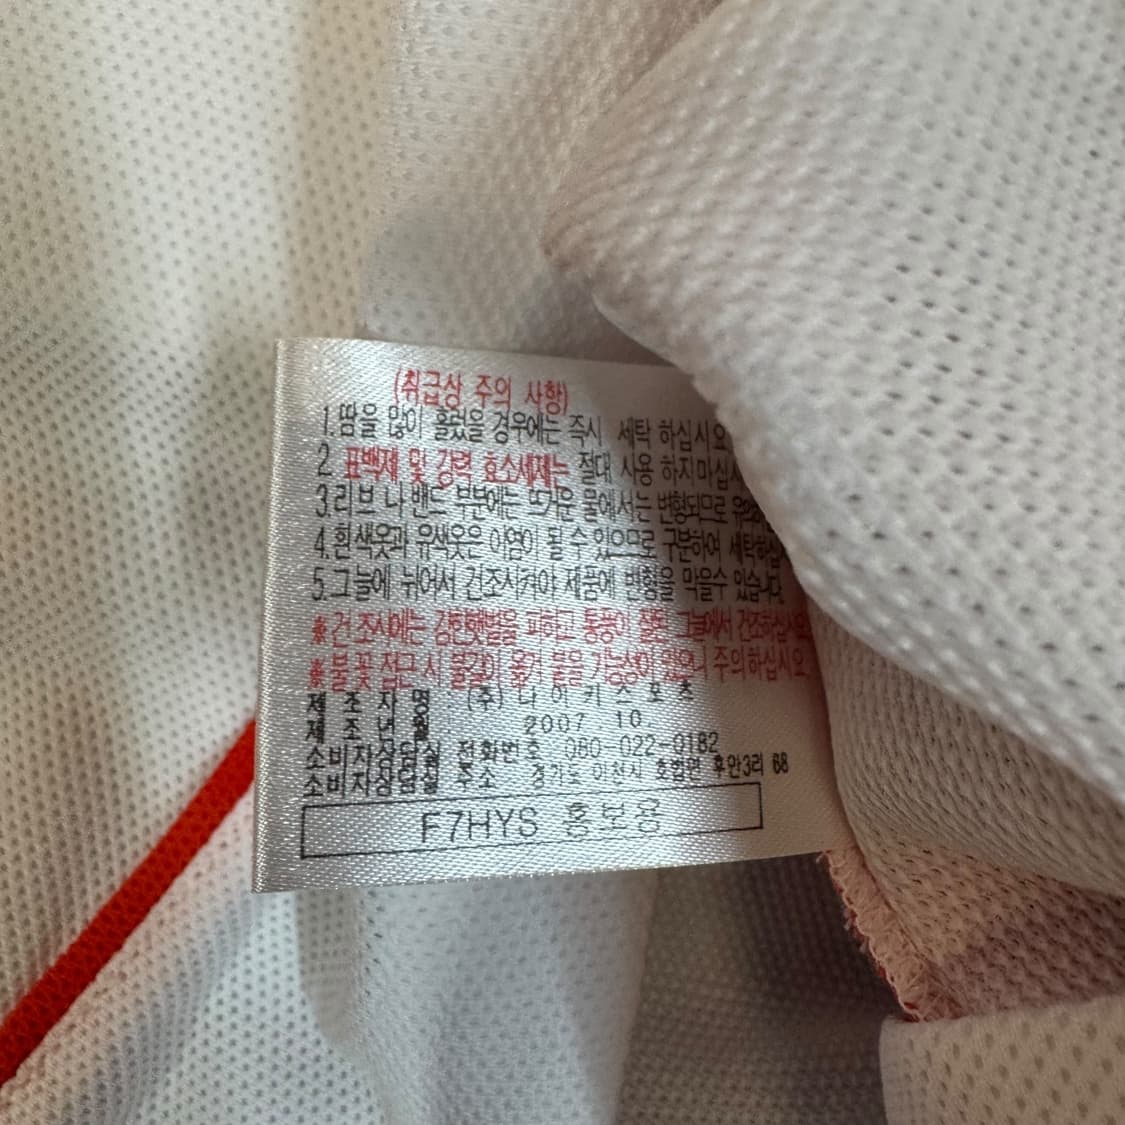 (취급상 주의 사항)
1.땀을 많이 흘렸을 경우에는 즉시 세탁 하십시오
2. 표백제 및 강력 효소세제는 절대 사용 하지마십시
3.리브 나 밴드 부분에는 뜨거운 물에서는 변형되므로
4.흰색옷과 유색옷은 이염이 될 수 있으므로 구분하여 세탁하십
5.그늘에 뉘어서 건조시켜야 제품에 변형을 막을수 있습니다.
※건조시에는 강한햇볕을 피하고 통풍이 잘되는 그늘에서 건조하십시오
※불꽃 접근시 불길이 옮겨 붙을 가능성이 있으니 주의하십시오
제 조 자 명 (주) 나 이 키 스 포 츠
제 조 년 월 2007 10.
소비자상담실 전화번호 080-022-0182
소비자상담실 주소 경기도 이천시 호법면 후안3리 68
F7HYS 홍보용